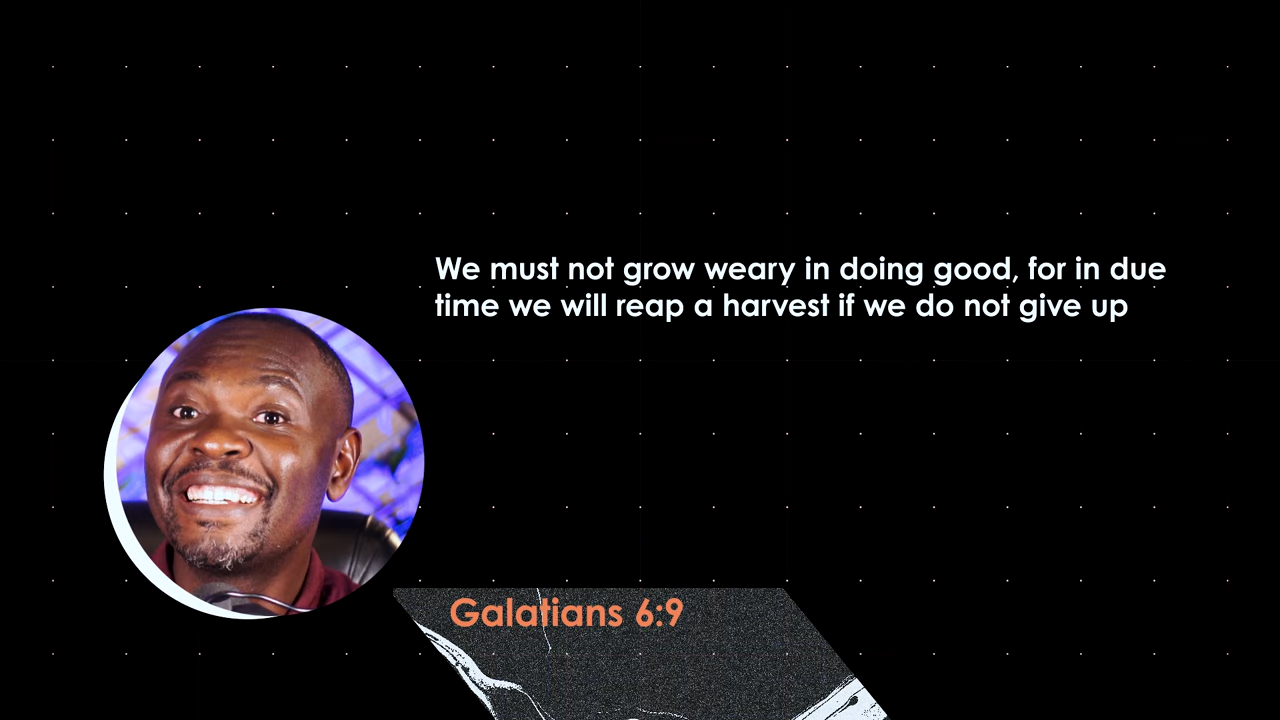 We must not grow weary in doing good, for in due
time we will reap a harvest if we do not give up
Galatians 6:9